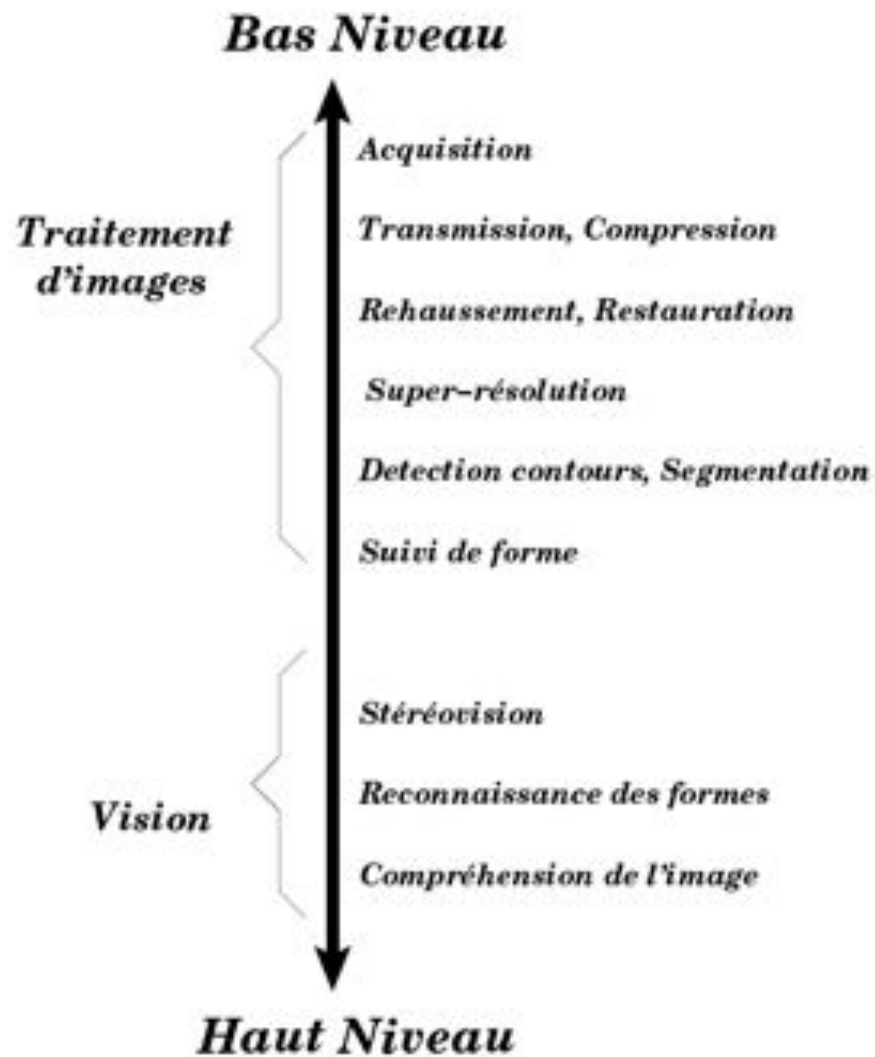 Bas Niveau
Acquisition
Traitement
d'images
Transmission, Compression
Rehaussement, Restauration
Super-résolution
Detection contours, Segmentation
Suivi de forme
Stéréovision
Vision
Reconnaissance des formes
Compréhension de l'image
Haut Niveau